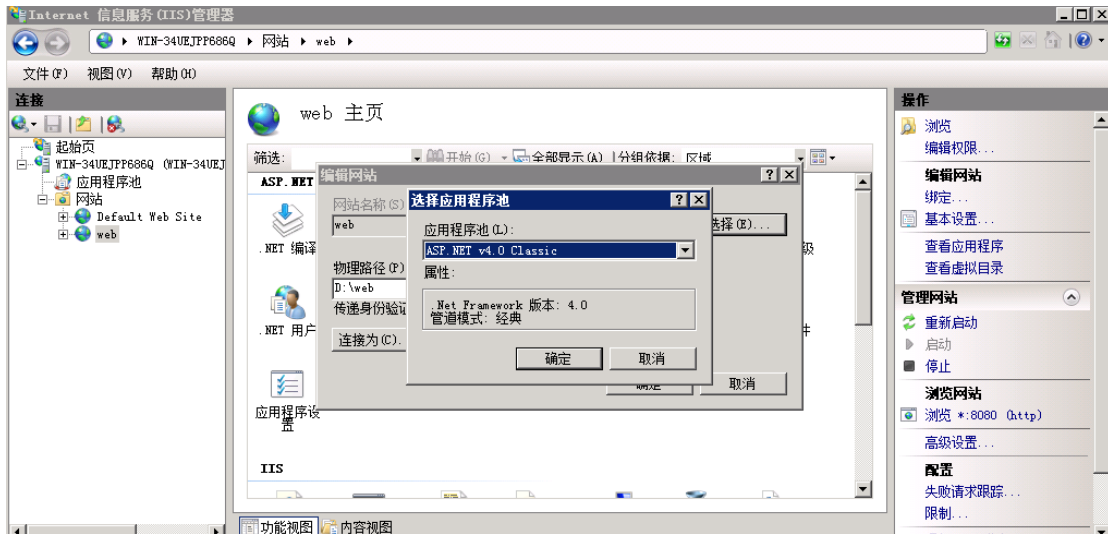 Internet 信息服务(IIS)管理器
WIN-34UEJPP686Q ▸ 网站 ▸ web ▸
文件(F) 视图(V) 帮助(H)
连接
起始页
WIN-34UEJPP686Q (WIN-34UEJ
应用程序池
网站
Default Web Site
web
web 主页
筛选: 开始(G) 全部显示(A) 分组依据: 区域
ASP.NET
.NET 编译
.NET 用户
应用程序设
置
IIS
功能视图 内容视图
编辑网站
网站名称(S)
web
选择(E)...
物理路径(P)
D:\web
传递身份验证
连接为(C).
确定 取消
选择应用程序池
应用程序池(L):
ASP.NET v4.0 Classic
属性:
.Net Framework 版本: 4.0
管道模式: 经典
确定 取消
操作
浏览
编辑权限...
编辑网站
绑定...
基本设置...
查看应用程序
查看虚拟目录
管理网站
重新启动
启动
停止
浏览网站
浏览 *:8080 (http)
高级设置...
配置
失败请求跟踪...
限制...